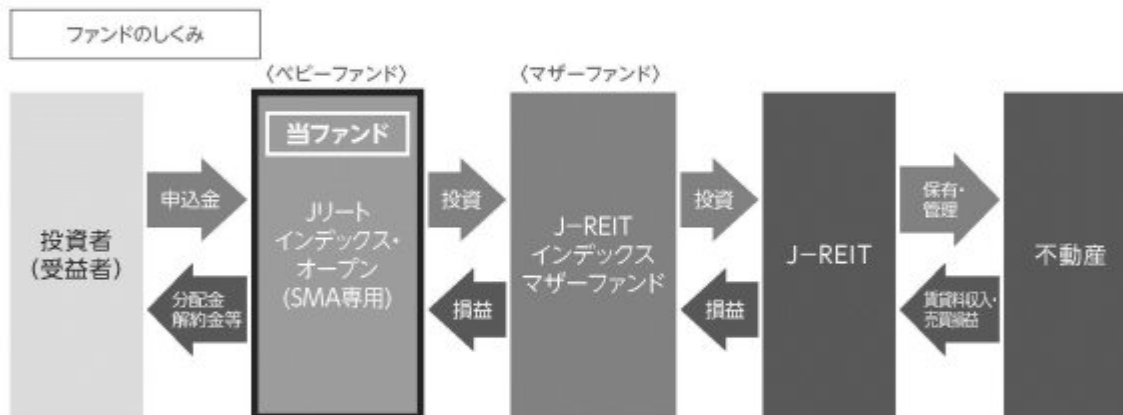 ファンドのしくみ
〈ベビーファンド〉
〈マザーファンド〉
投資者
(受益者)
申込金
分配金
解約金等
当ファンド
Jリート
インデックス・
オープン
(SMA専用)
投資
損益
J-REIT
インデックス
マザーファンド
投資
損益
J-REIT
保有・
管理
賃貸料収入・
売買損益
不動産